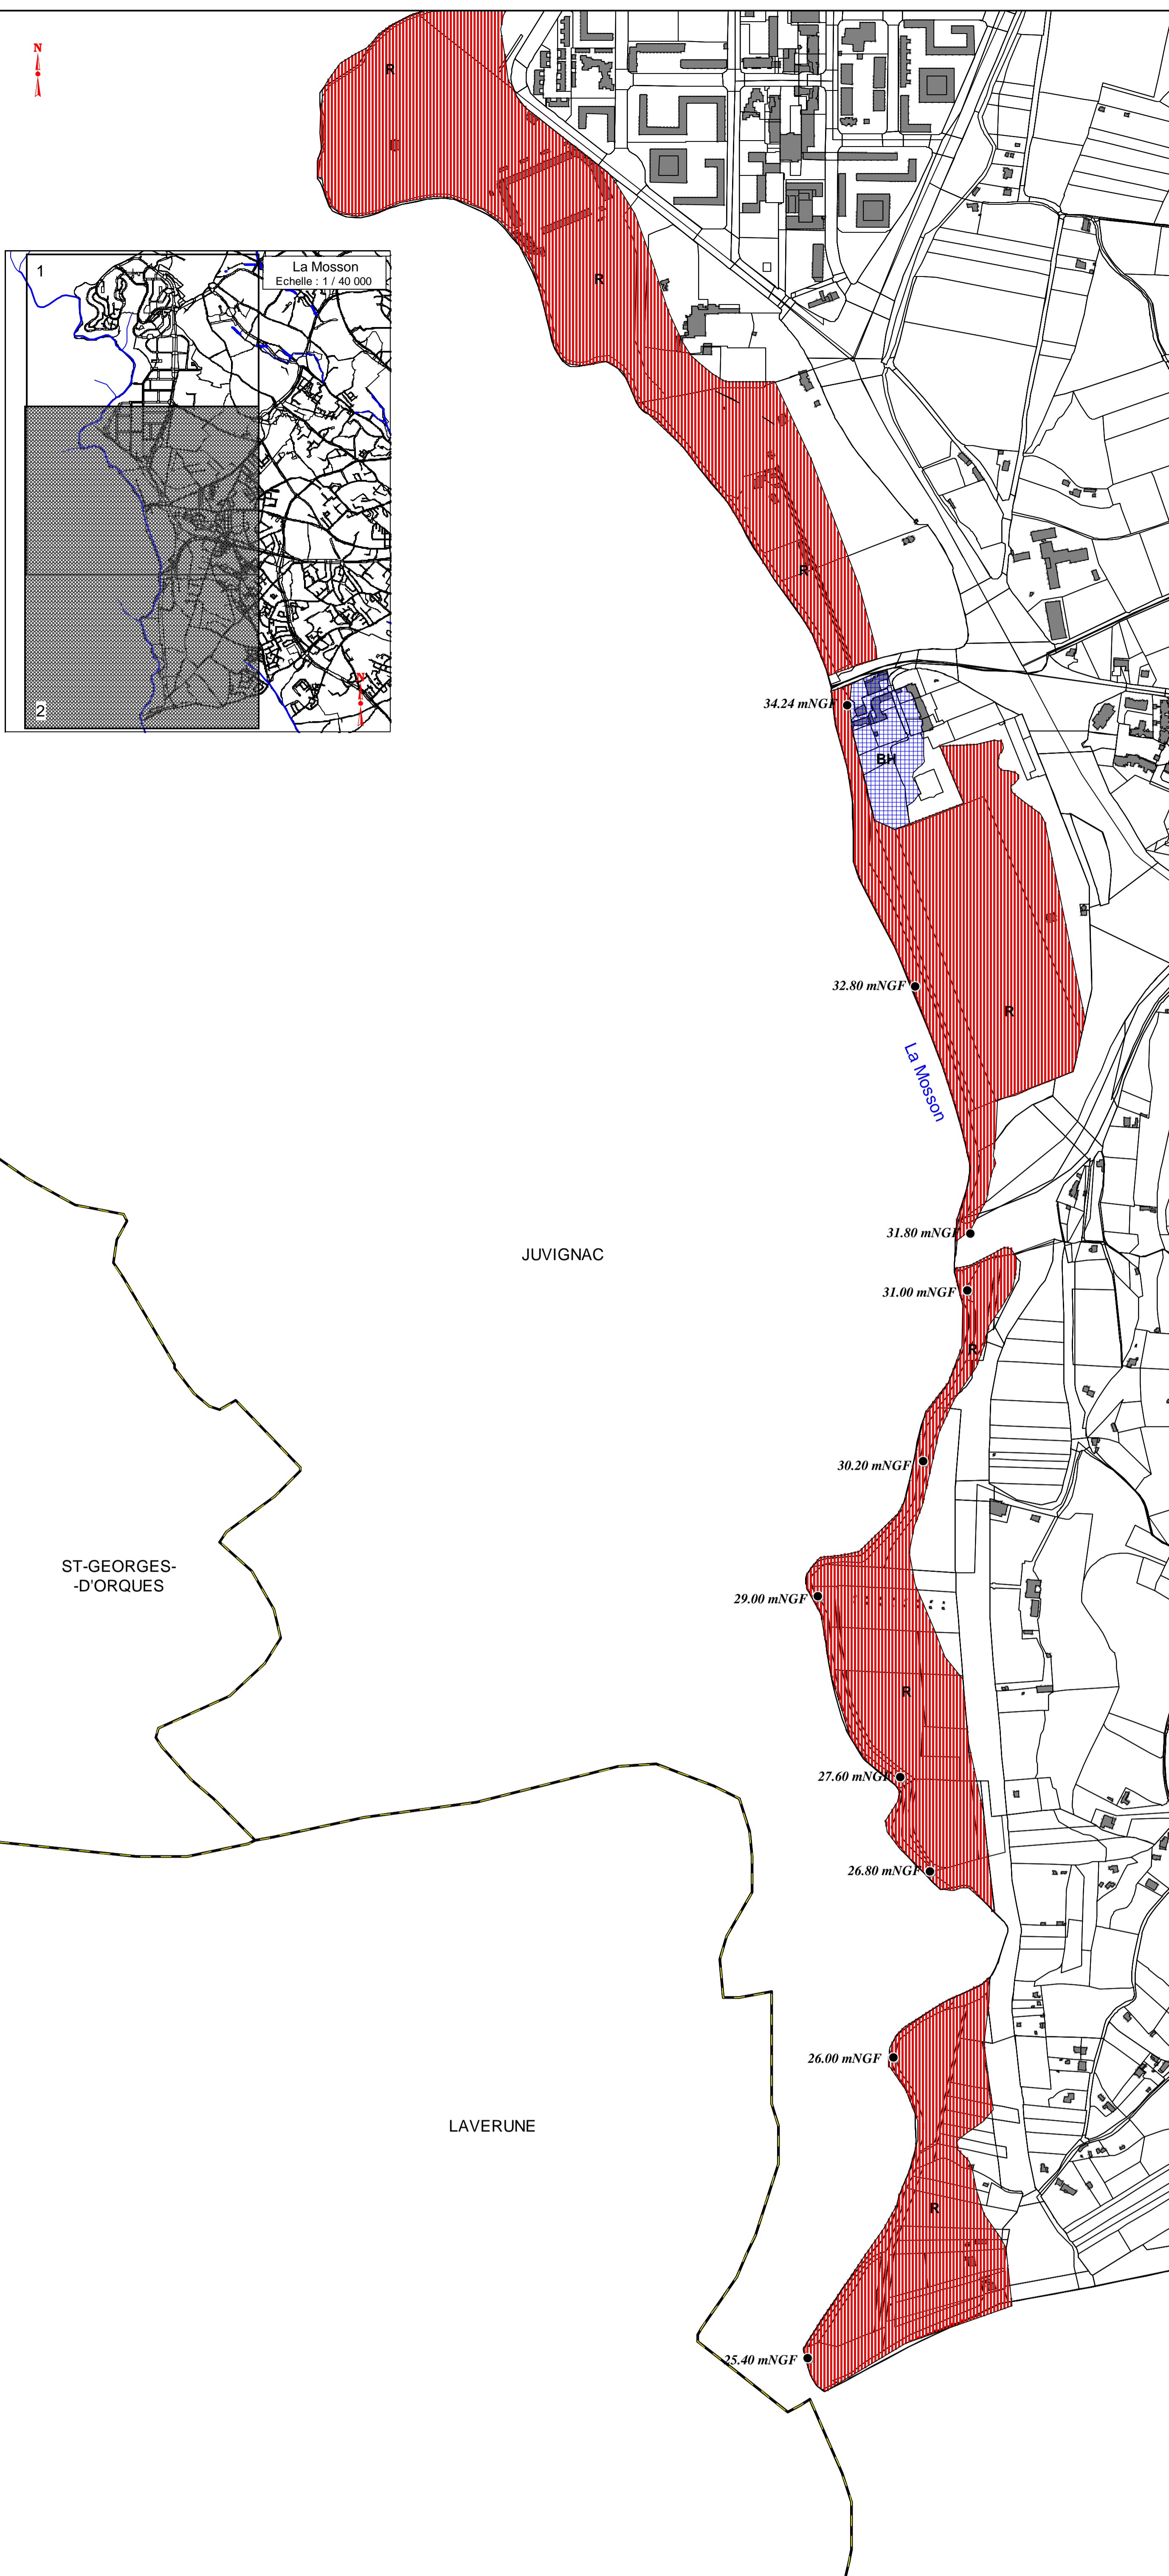 N
R
1
La Mosson
Echelle : 1 / 40 000
R
R
N
2
34.24 mNGF
BH
32.80 mNGF
R
La Mosson
31.80 mNGF
JUVIGNAC
31.00 mNGF
R
30.20 mNGF
ST-GEORGES-
-D'ORQUES
29.00 mNGF
R
27.60 mNGF
26.80 mNGF
26.00 mNGF
LAVERUNE
R
25.40 mNGF